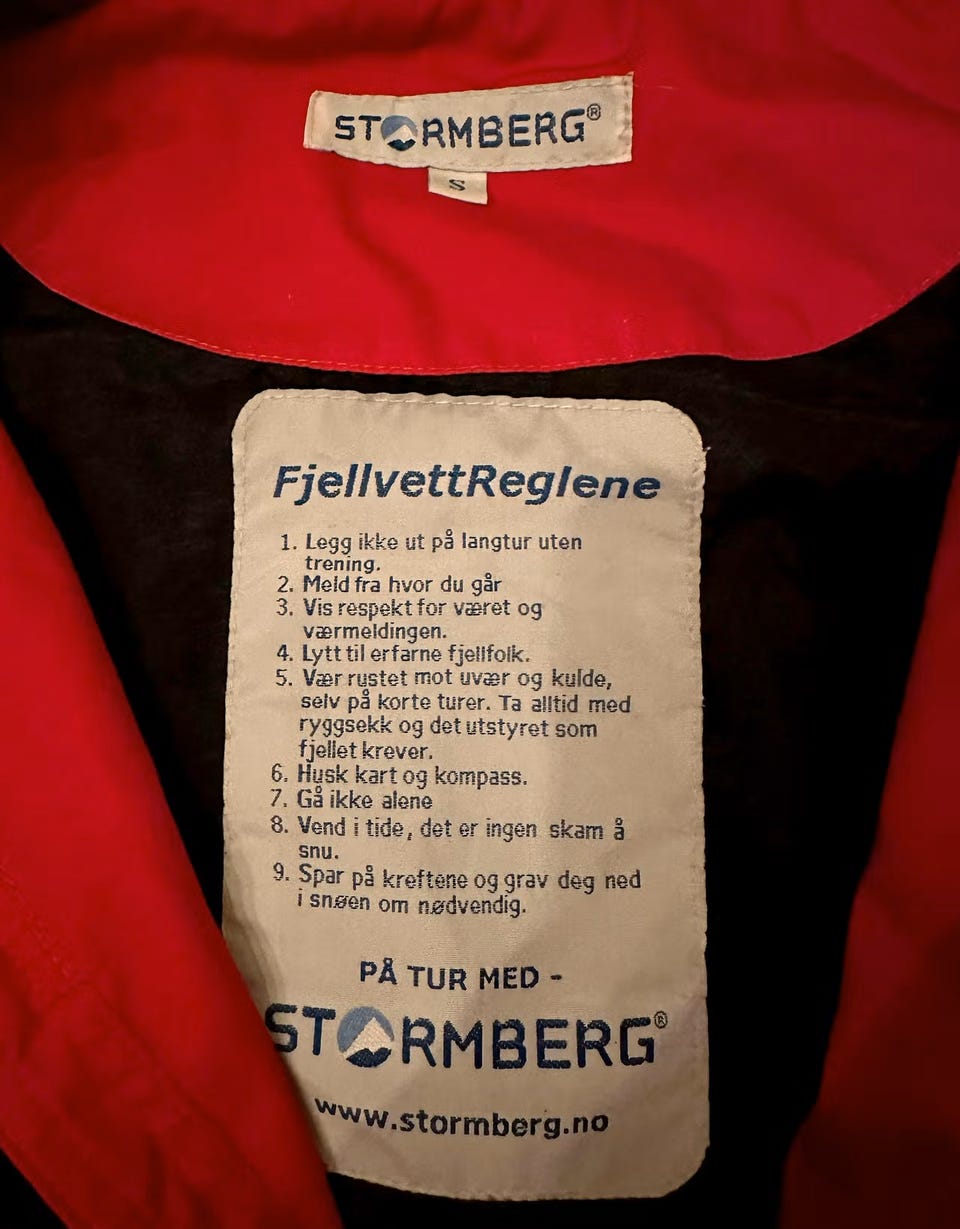 STORMBERG®
S
FjellvettReglene
1. Legg ikke ut på langtur uten
trening.
2. Meld fra hvor du går
3. Vis respekt for været og
værmeldingen.
4. Lytt til erfarne fjellfolk.
5. Vær rustet mot uvær og kulde,
selv på korte turer. Ta alltid med
ryggsekk og det utstyret som
fjellet krever.
6. Husk kart og kompass.
7. Gå ikke alene
8. Vend i tide, det er ingen skam å
snu.
9. Spar på kreftene og grav deg ned
i snøen om nødvendig.
PÅ TUR MED -
STORMBERG®
www.stormberg.no